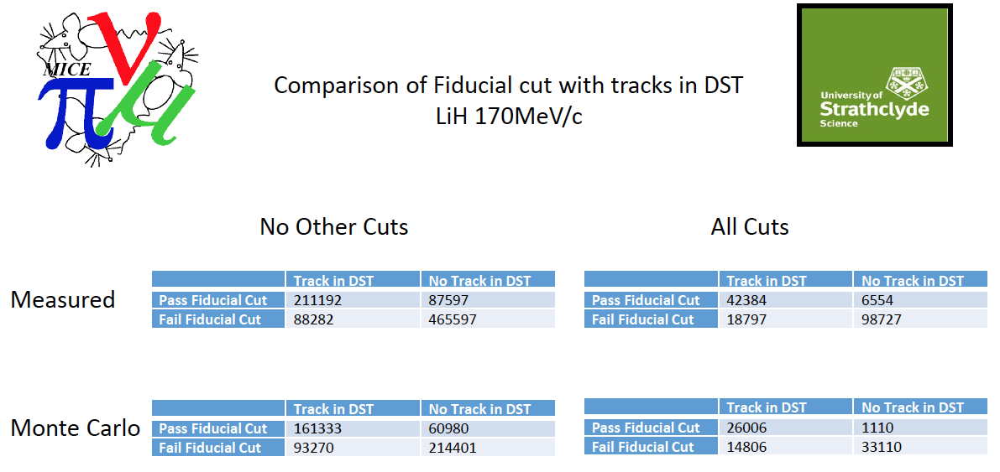 MICE
νπμ
Comparison of Fiducial cut with tracks in DST
LiH 170MeV/c
University of
Strathclyde
Science
No Other Cuts
All Cuts
Measured
Track in DST No Track in DST
Pass Fiducial Cut 211192 87597
Fail Fiducial Cut 88282 465597
Track in DST No Track in DST
Pass Fiducial Cut 42384 6554
Fail Fiducial Cut 18797 98727
Monte Carlo
Track in DST No Track in DST
Pass Fiducial Cut 161333 60980
Fail Fiducial Cut 93270 214401
Track in DST No Track in DST
Pass Fiducial Cut 26006 1110
Fail Fiducial Cut 14806 33110